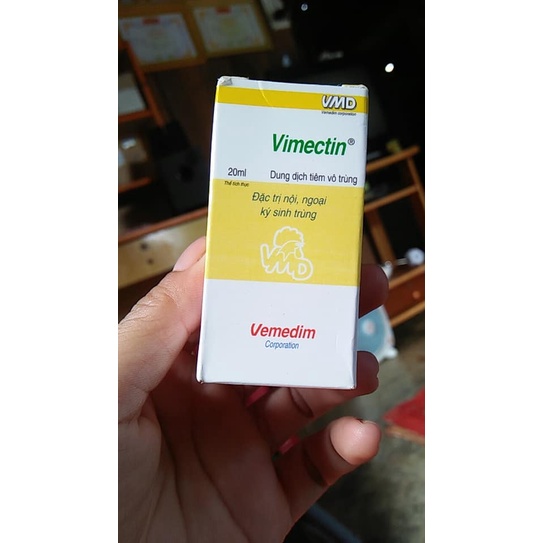 VMD
Vemedim corporation
Vimectin®
20ml Dung dịch tiêm vô trùng
Thể tích thực
Đặc trị nội, ngoại
ký sinh trùng
VMD
Vemedim
Corporation